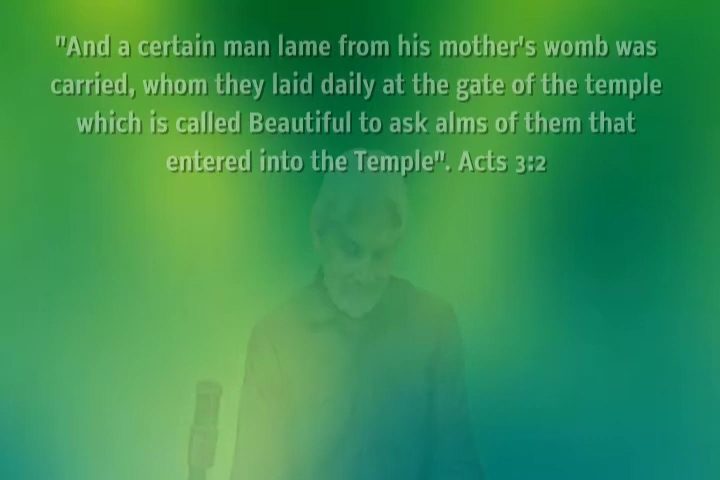 "And a certain man lame from his mother's womb was
carried, whom they laid daily at the gate of the temple
which is called Beautiful to ask alms of them that
entered into the Temple". Acts 3:2